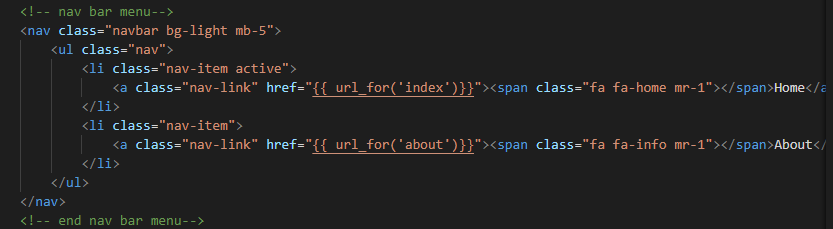 <!-- nav bar menu-->
<nav class="navbar bg-light mb-5">
<ul class="nav">
<li class="nav-item active">
<a class="nav-link" href="{{ url_for('index')}}"><span class="fa fa-home mr-1"></span>Home</a
</li>
<li class="nav-item">
<a class="nav-link" href="{{ url_for('about')}}"><span class="fa fa-info mr-1"></span>About</
</li>
</ul>
</nav>
<!-- end nav bar menu-->